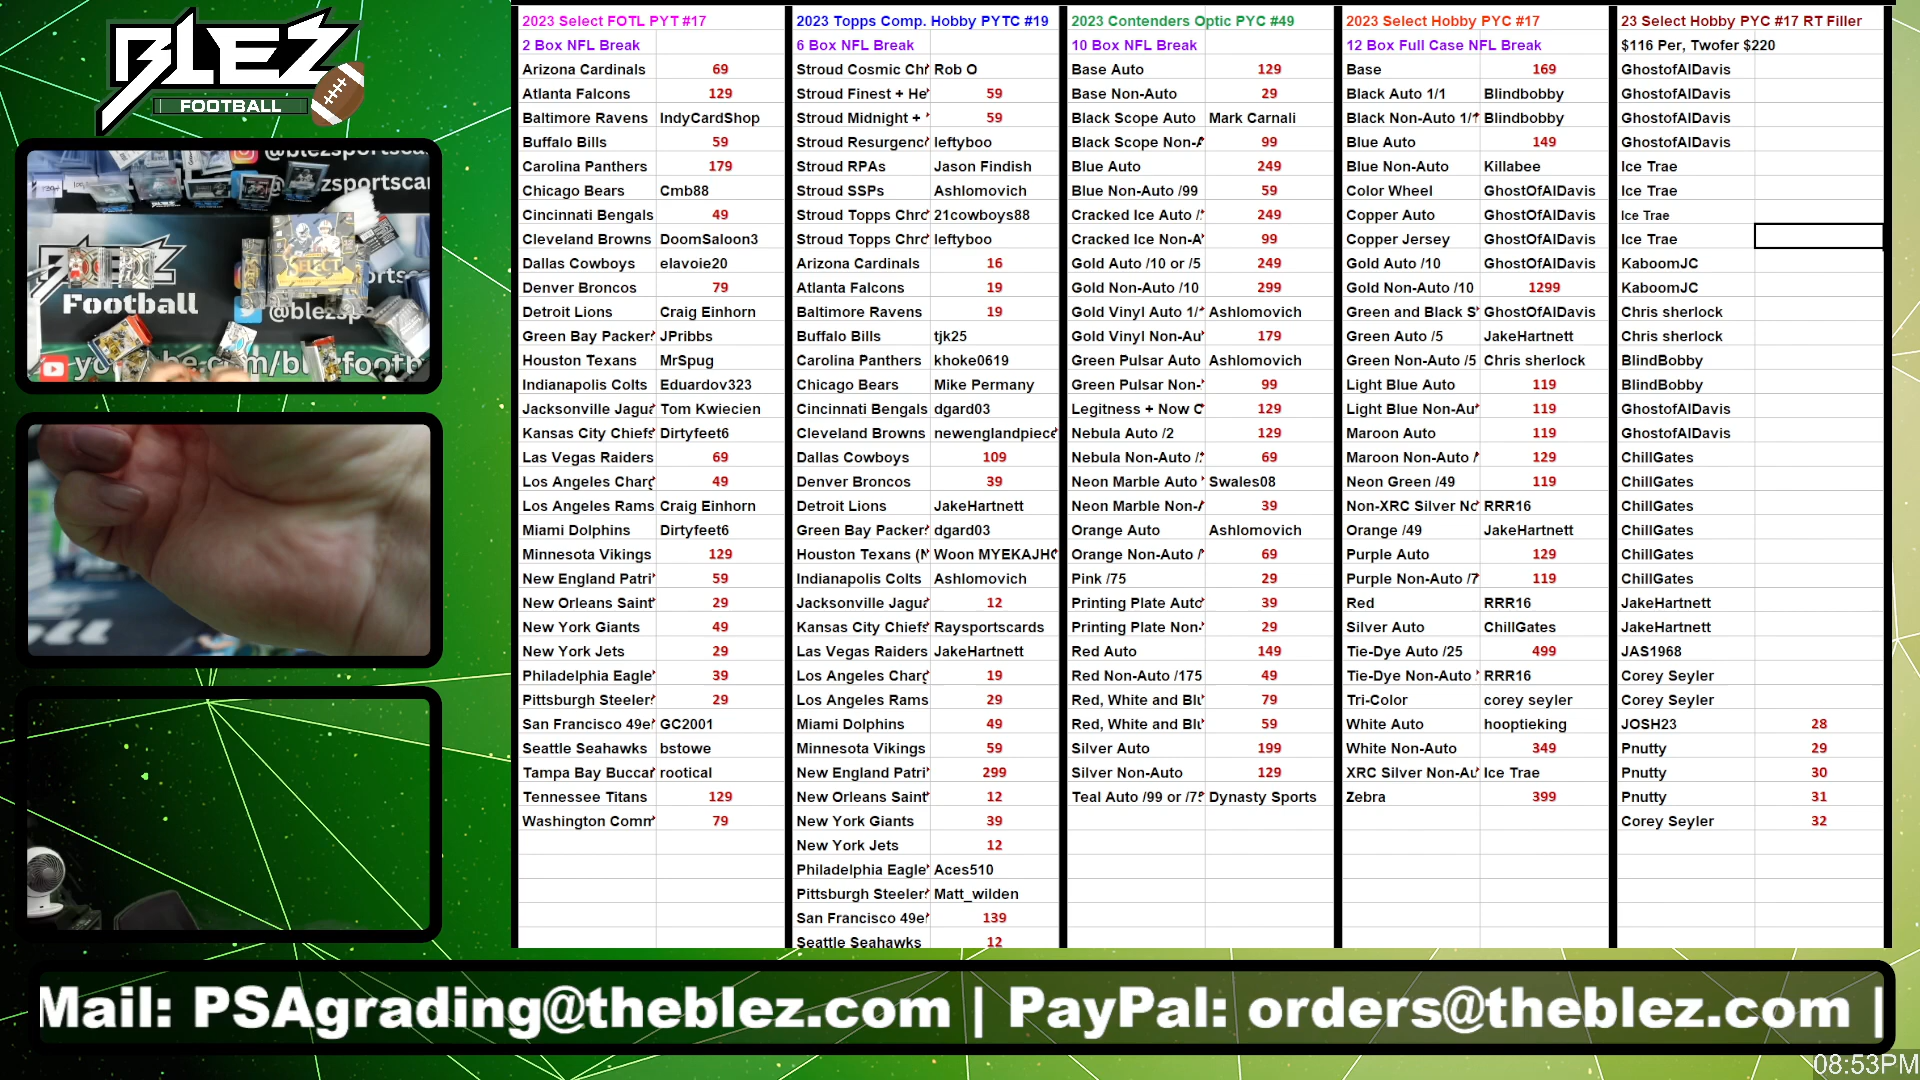 BLEZ
FOOTBALL
2023 Select FOTL PYT #17
2 Box NFL Break
Arizona Cardinals 69
Atlanta Falcons 129
Baltimore Ravens IndyCardShop
Buffalo Bills 59
Carolina Panthers 179
Chicago Bears Cmb88
Cincinnati Bengals 49
Cleveland Browns DoomSaloon3
Dallas Cowboys elavoie20
Denver Broncos 79
Detroit Lions Craig Einhorn
Green Bay Packer JPribbs
Houston Texans MrSpug
Indianapolis Colts Eduardov323
Jacksonville Jagua Tom Kwiecien
Kansas City Chiefs Dirtyfeet6
Las Vegas Raiders 69
Los Angeles Charg 49
Los Angeles Rams Craig Einhorn
Miami Dolphins Dirtyfeet6
Minnesota Vikings 129
New England Patri 59
New Orleans Saint 29
New York Giants 49
New York Jets 29
Philadelphia Eagle 39
Pittsburgh Steeler 29
San Francisco 49e GC2001
Seattle Seahawks bstowe
Tampa Bay Buccar rootical
Tennessee Titans 129
Washington Comm 79
2023 Topps Comp. Hobby PYTC #19
6 Box NFL Break
Stroud Cosmic Chr Rob O
Stroud Finest + He 59
Stroud Midnight + 59
Stroud Resurgenc leftyboo
Stroud RPAs Jason Findish
Stroud SSPs Ashlomovich
Stroud Topps Chro 21cowboys88
Stroud Topps Chro leftyboo
Arizona Cardinals 16
Atlanta Falcons 19
Baltimore Ravens 19
Buffalo Bills tjk25
Carolina Panthers khoke0619
Chicago Bears Mike Permany
Cincinnati Bengals dgard03
Cleveland Browns newenglandpiece
Dallas Cowboys 109
Denver Broncos 39
Detroit Lions JakeHartnett
Green Bay Packer dgard03
Houston Texans (N Woon MYEKAJHO
Indianapolis Colts Ashlomovich
Jacksonville Jagua 12
Kansas City Chiefs Raysportscards
Las Vegas Raiders JakeHartnett
Los Angeles Charg 19
Los Angeles Rams 29
Miami Dolphins 49
Minnesota Vikings 59
New England Patri 299
New Orleans Saint 12
New York Giants 39
New York Jets 12
Philadelphia Eagle Aces510
Pittsburgh Steeler Matt_wilden
San Francisco 49e 139
Seattle Seahawks 12
2023 Contenders Optic PYC #49
10 Box NFL Break
Base Auto 129
Base Non-Auto 29
Black Scope Auto Mark Carnali
Black Scope Non-A 99
Blue Auto 249
Blue Non-Auto /99 59
Cracked Ice Auto / 249
Cracked Ice Non-A 99
Gold Auto /10 or /5 249
Gold Non-Auto /10 299
Gold Vinyl Auto 1/ Ashlomovich
Gold Vinyl Non-Au 179
Green Pulsar Auto Ashlomovich
Green Pulsar Non- 99
Legitness + Now C 129
Nebula Auto /2 129
Nebula Non-Auto / 69
Neon Marble Auto Swales08
Neon Marble Non-A 39
Orange Auto Ashlomovich
Orange Non-Auto / 69
Pink /75 29
Printing Plate Auto 39
Printing Plate Non- 29
Red Auto 149
Red Non-Auto /175 49
Red, White and Blu 79
Red, White and Blu 59
Silver Auto 199
Silver Non-Auto 129
Teal Auto /99 or /75 Dynasty Sports
2023 Select Hobby PYC #17
12 Box Full Case NFL Break
Base 169
Black Auto 1/1 Blindbobby
Black Non-Auto 1/1 Blindbobby
Blue Auto 149
Blue Non-Auto Killabee
Color Wheel GhostOfAlDavis
Copper Auto GhostOfAlDavis
Copper Jersey GhostOfAlDavis
Gold Auto /10 GhostOfAlDavis
Gold Non-Auto /10 1299
Green and Black S GhostOfAlDavis
Green Auto /5 JakeHartnett
Green Non-Auto /5 Chris sherlock
Light Blue Auto 119
Light Blue Non-Au 119
Maroon Auto 119
Maroon Non-Auto / 129
Neon Green /49 119
Non-XRC Silver No RRR16
Orange /49 JakeHartnett
Purple Auto 129
Purple Non-Auto /7 119
Red RRR16
Silver Auto ChillGates
Tie-Dye Auto /25 499
Tie-Dye Non-Auto RRR16
Tri-Color corey seyler
White Auto hooptieking
White Non-Auto 349
XRC Silver Non-Au Ice Trae
Zebra 399
23 Select Hobby PYC #17 RT Filler
$116 Per, Twofer $220
GhostofAlDavis
GhostofAlDavis
GhostofAlDavis
GhostofAlDavis
Ice Trae
Ice Trae
Ice Trae
Ice Trae
KaboomJC
KaboomJC
Chris sherlock
Chris sherlock
BlindBobby
BlindBobby
GhostofAlDavis
GhostofAlDavis
ChillGates
ChillGates
ChillGates
ChillGates
ChillGates
ChillGates
JakeHartnett
JakeHartnett
JAS1968
Corey Seyler
Corey Seyler
JOSH23 28
Pnutty 29
Pnutty 30
Pnutty 31
Corey Seyler 32
@blezsportscar
Football
SELECT
Mail: PSAgrading@theblez.com | PayPal: orders@theblez.com |
08:53PM